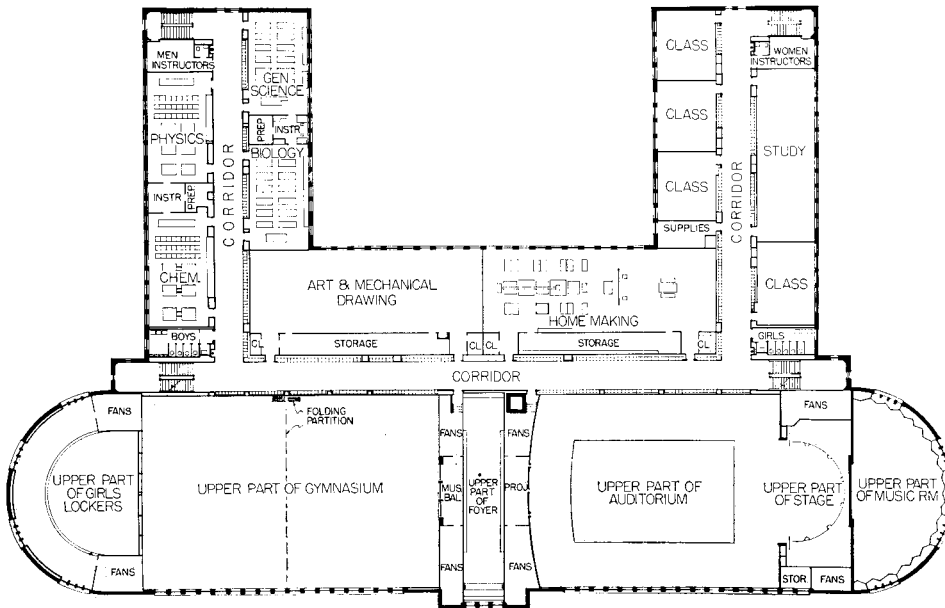 MEN
INSTRUCTORS
GEN
SCIENCE
PHYSICS
PREP
INSTR
BIOLOGY
INSTR
PREP
CORRIDOR
CHEM.
BOYS
CLASS
WOMEN
INSTRUCTORS
CLASS
STUDY
CLASS
CORRIDOR
SUPPLIES
CLASS
GIRLS
ART & MECHANICAL
DRAWING
HOME MAKING
CL
STORAGE
CL
CL
STORAGE
CL
CORRIDOR
FANS
FOLDING
PARTITION
FANS
FANS
FANS
UPPER PART
OF GIRLS
LOCKERS
UPPER PART OF GYMNASIUM
MUS.
BAL
UPPER
PART
OF
FOYER
PROJ.
UPPER PART OF
AUDITORIUM
UPPER PART
OF STAGE
UPPER PART
OF MUSIC RM
FANS
FANS
FANS
STOR.
FANS